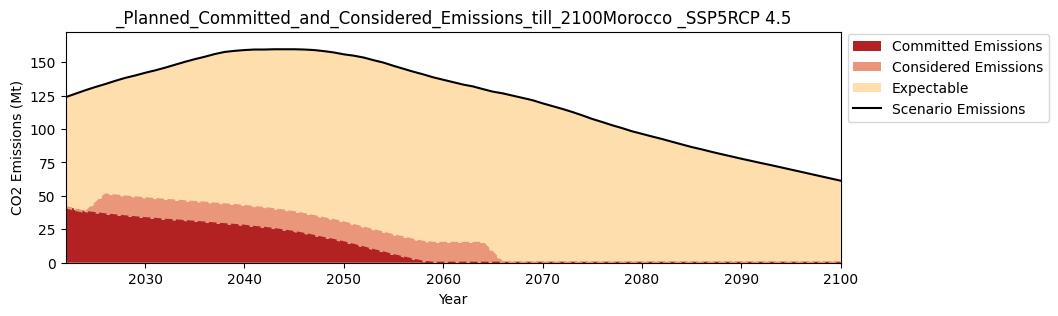 _Planned_Committed_and_Considered_Emissions_till_2100Morocco _SSP5RCP 4.5
CO2 Emissions (Mt)
150
125
100
75
50
25
0
2030 2040 2050 2060 2070 2080 2090 2100
Year
Committed Emissions
Considered Emissions
Expectable
Scenario Emissions